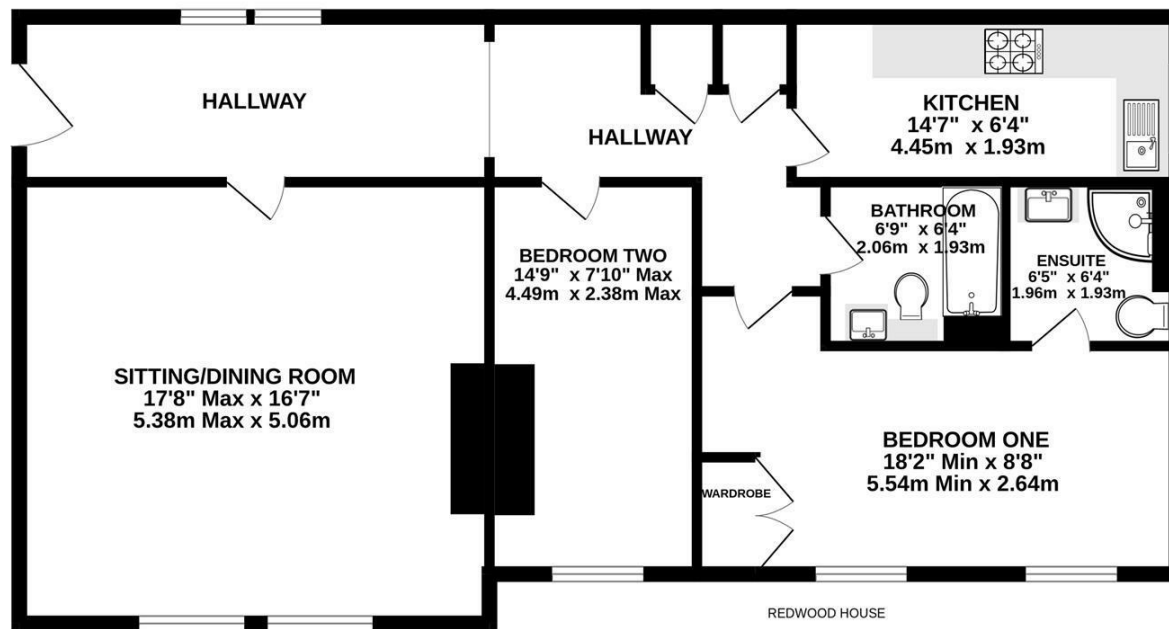 HALLWAY
HALLWAY
KITCHEN
14'7" x 6'4"
4.45m x 1.93m
BATHROOM
6'9" x 6'4"
2.06m x 1.93m
ENSUITE
6'5" x 6'4"
1.96m x 1.93m
BEDROOM TWO
14'9" x 7'10" Max
4.49m x 2.38m Max
SITTING/DINING ROOM
17'8" Max x 16'7"
5.38m Max x 5.06m
BEDROOM ONE
18'2" Min x 8'8"
5.54m Min x 2.64m
WARDROBE
REDWOOD HOUSE